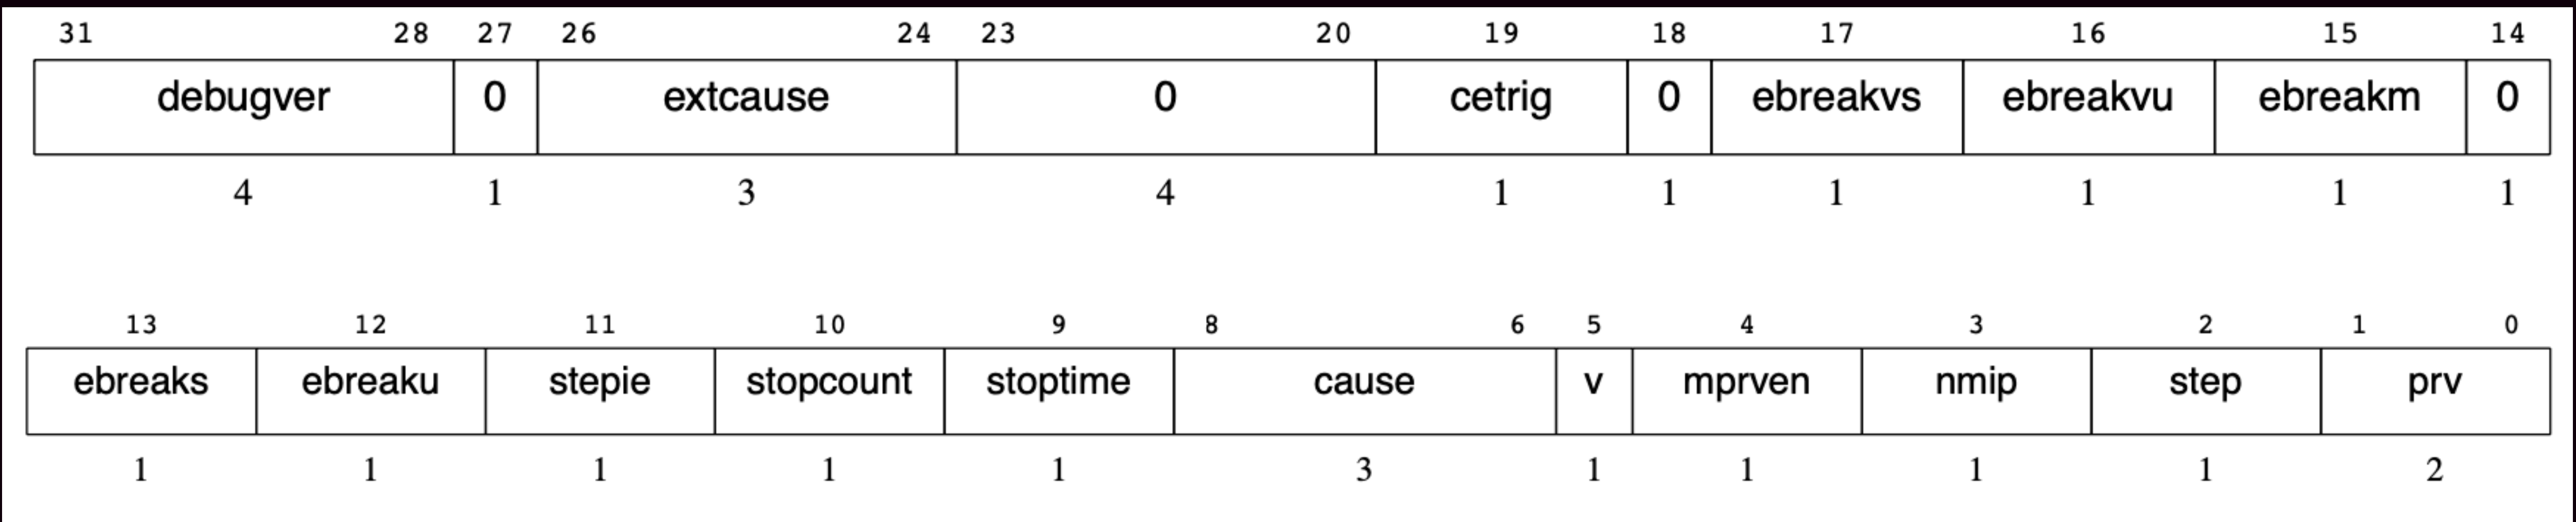 31 28 27 26 24 23 20 19 18 17 16 15 14
debugver 0 extcause 0 cetrig 0 ebreakvs ebreakvu ebreakm 0
4 1 3 4 1 1 1 1 1 1
13 12 11 10 9 8 6 5 4 3 2 1 0
ebreaks ebreaku stepie stopcount stoptime cause v mprven nmip step prv
1 1 1 1 1 3 1 1 1 1 2